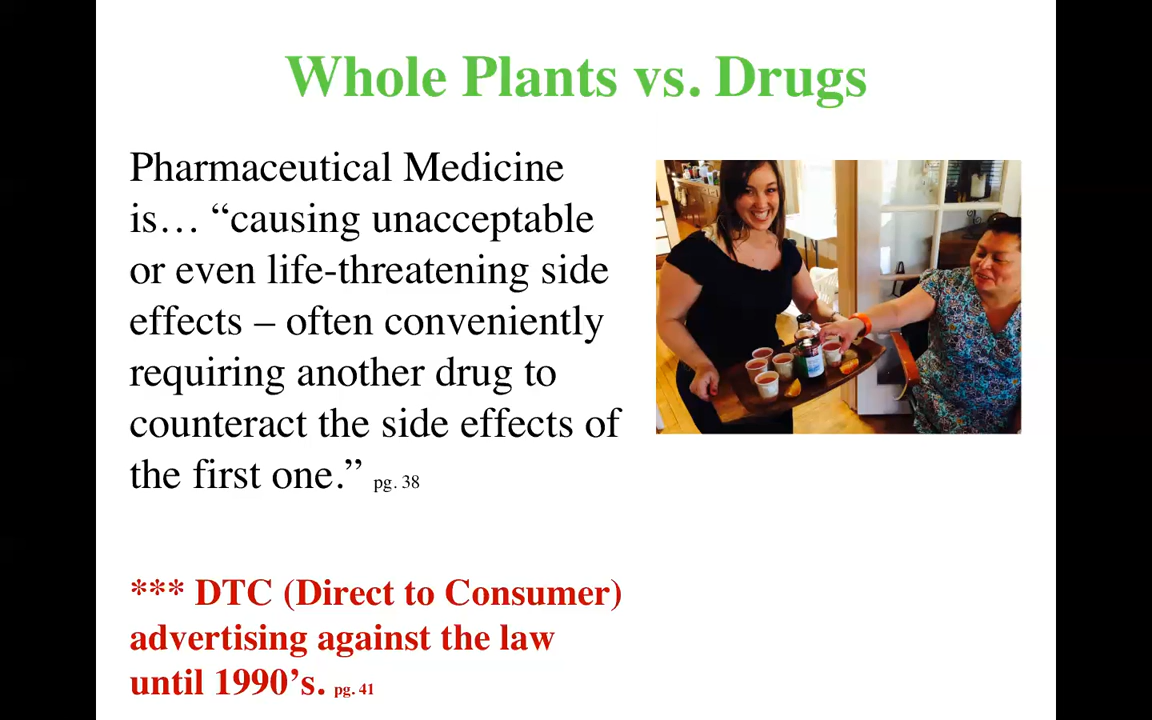 Whole Plants vs. Drugs
Pharmaceutical Medicine
is… “causing unacceptable
or even life-threatening side
effects – often conveniently
requiring another drug to
counteract the side effects of
the first one.” pg. 38
*** DTC (Direct to Consumer)
advertising against the law
until 1990’s. pg. 41